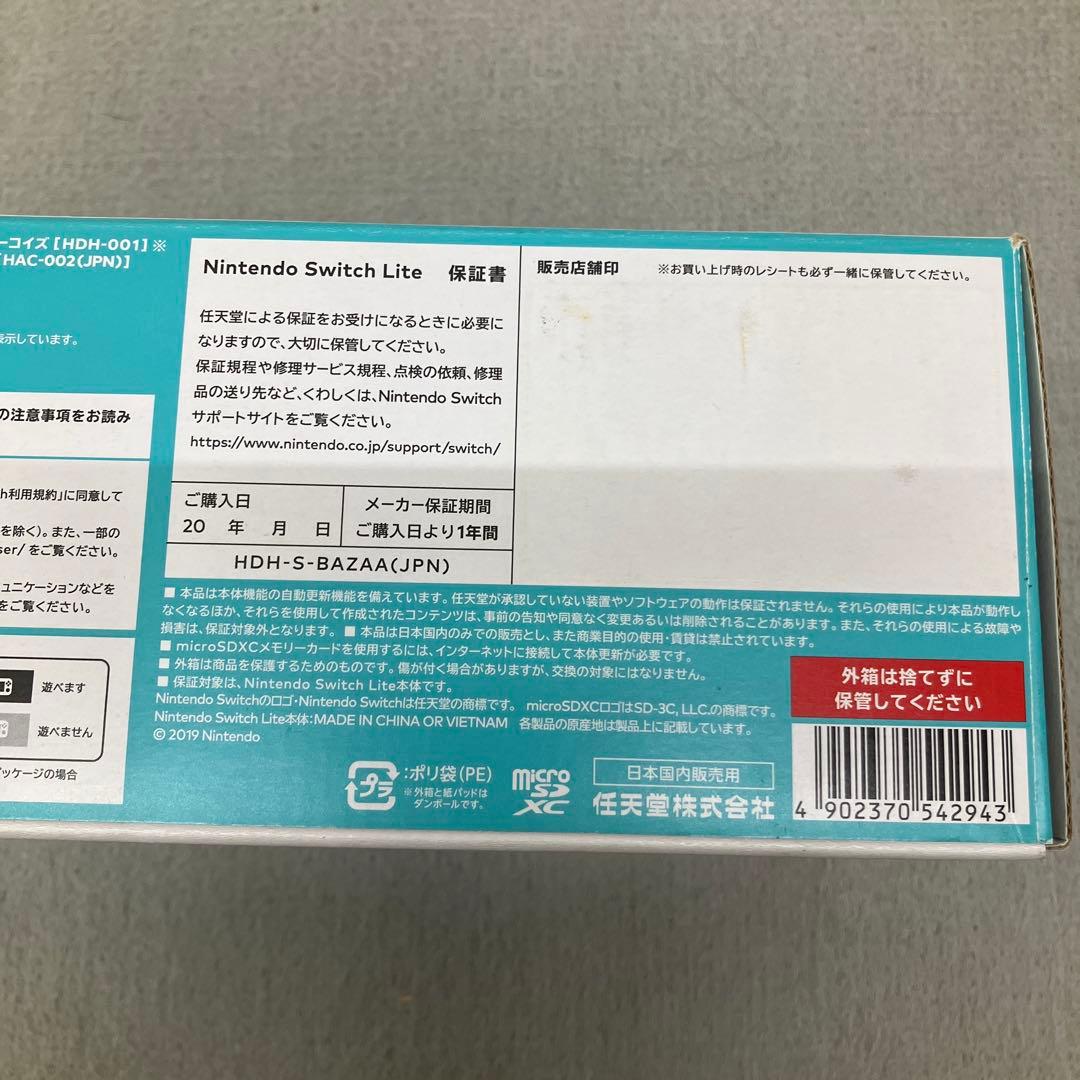 ーコイズ [HDH-001]※
[HAC-002(JPN)]
表示しています。
の注意事項をお読み
h利用規約」に同意して
を除く)。また、一部の
ser/ をご覧ください。
ュニケーションなどを
をご覧ください。
遊べます
遊べません
パッケージの場合
Nintendo Switch Lite 保証書
任天堂による保証をお受けになるときに必要に
なりますので、大切に保管してください。
保証規程や修理サービス規程、点検の依頼、修理
品の送り先など、くわしくは、Nintendo Switch
サポートサイトをご覧ください。
https://www.nintendo.co.jp/support/switch/
ご購入日
20 年 月 日
メーカー保証期間
ご購入日より1年間
HDH-S-BAZAA(JPN)
販売店舗印 ※お買い上げ時のレシートも必ず一緒に保管してください。
■ 本品は本体機能の自動更新機能を備えています。任天堂が承認していない装置やソフトウェアの動作は保証されません。それらの使用により本品が動作し
なくなるほか、それらを使用して作成されたコンテンツは、事前の告知や同意なく変更あるいは削除されることがあります。また、それらの使用による故障や
損害は、保証対象外となります。 ■ 本品は日本国内のみでの販売とし、また商業目的の使用・賃貸は禁止されています。
■ microSDXCメモリーカードを使用するには、インターネットに接続して本体更新が必要です。
■ 外箱は商品を保護するためのものです。傷が付く場合がありますが、交換の対象にはなりません。
■ 保証対象は、Nintendo Switch Lite本体です。
Nintendo Switchのロゴ・Nintendo Switchは任天堂の商標です。 microSDXCロゴはSD-3C, LLC.の商標です。
Nintendo Switch Lite本体：MADE IN CHINA OR VIETNAM 各製品の原産地は製品上に記載しています。
© 2019 Nintendo
外箱は捨てずに
保管してください
プラ
：ポリ袋(PE)
※外箱と紙パッドは
ダンボールです。
micro
SD
XC
日本国内販売用
任天堂株式会社
4 902370 542943